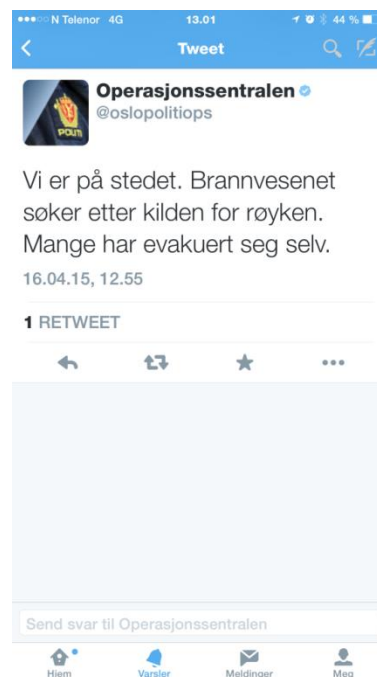 N Telenor 4G 13.01 44 %
Tweet
POLITI
Operasjonssentralen
@oslopolitiops
Vi er på stedet. Brannvesenet
søker etter kilden for røyken.
Mange har evakuert seg selv.
16.04.15, 12.55
1 RETWEET
Send svar til Operasjonssentralen
Hjem Varsler Meldinger Meg